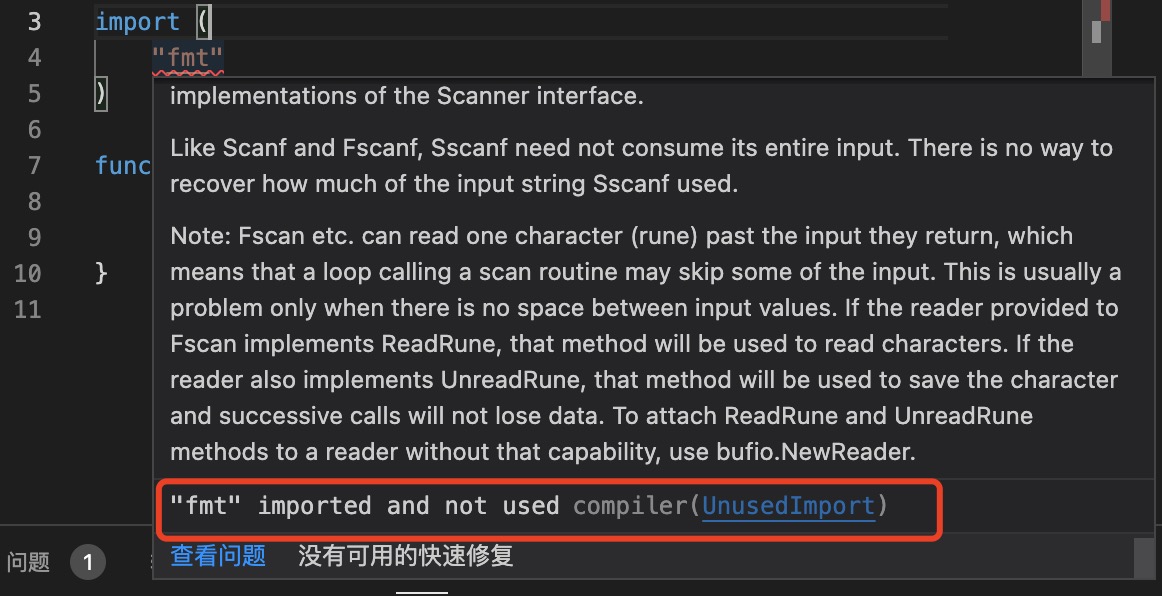 3 import (
4 "fmt"
5 )
implementations of the Scanner interface.
6
Like Scanf and Fscanf, Sscanf need not consume its entire input. There is no way to
7 func
recover how much of the input string Sscanf used.
8
Note: Fscan etc. can read one character (rune) past the input they return, which
9
means that a loop calling a scan routine may skip some of the input. This is usually a
10 }
problem only when there is no space between input values. If the reader provided to
11
Fscan implements ReadRune, that method will be used to read characters. If the
reader also implements UnreadRune, that method will be used to save the character
and successive calls will not lose data. To attach ReadRune and UnreadRune
methods to a reader without that capability, use bufio.NewReader.
"fmt" imported and not used compiler(UnusedImport)
查看问题 没有可用的快速修复
问题 1